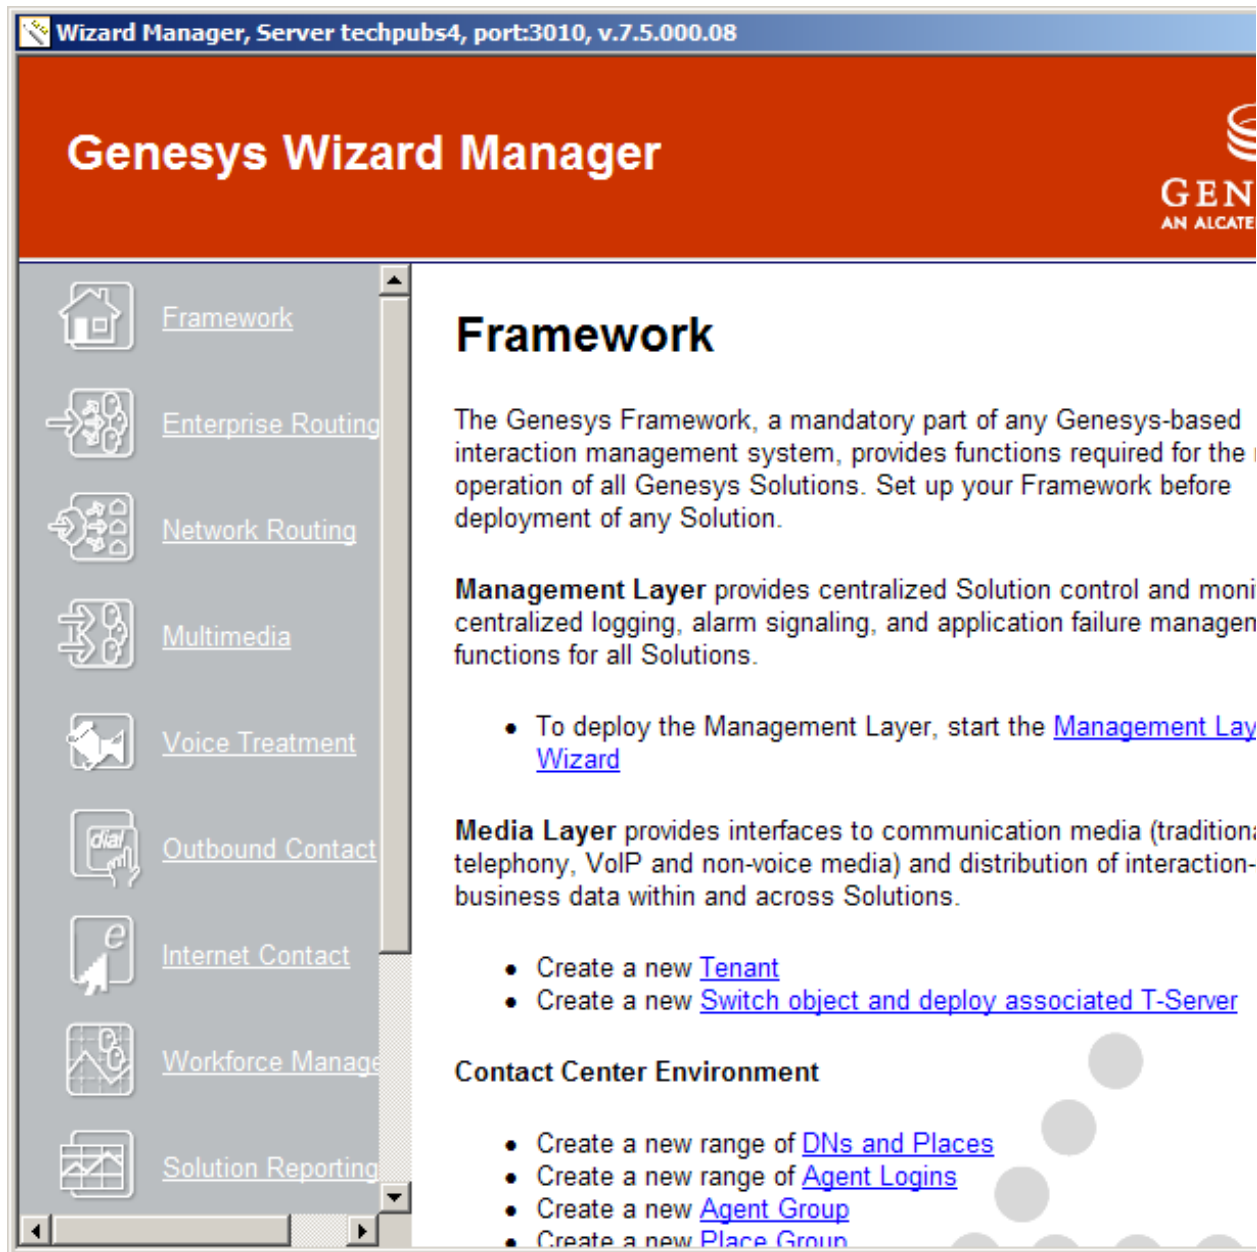 Wizard Manager, Server techpubs4, port:3010, v.7.5.000.08
Genesys Wizard Manager
GEN
AN ALCATE
Framework
Enterprise Routing
Network Routing
Multimedia
Voice Treatment
dial
Outbound Contact
e
Internet Contact
Workforce Manage
Solution Reporting
Framework
The Genesys Framework, a mandatory part of any Genesys-based
interaction management system, provides functions required for the
operation of all Genesys Solutions. Set up your Framework before
deployment of any Solution.
Management Layer provides centralized Solution control and moni
centralized logging, alarm signaling, and application failure managem
functions for all Solutions.
• To deploy the Management Layer, start the Management Lay
Wizard
Media Layer provides interfaces to communication media (traditiona
telephony, VoIP and non-voice media) and distribution of interaction-
business data within and across Solutions.
• Create a new Tenant
• Create a new Switch object and deploy associated T-Server
Contact Center Environment
• Create a new range of DNs and Places
• Create a new range of Agent Logins
• Create a new Agent Group
• Create a new Place Group